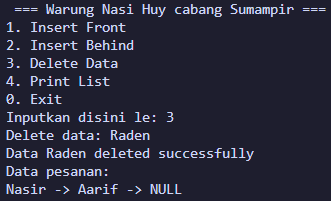 === Warung Nasi Huy cabang Sumampir ===
1. Insert Front
2. Insert Behind
3. Delete Data
4. Print List
0. Exit
Inputkan disini le: 3
Delete data: Raden
Data Raden deleted successfully
Data pesanan:
Nasir -> Aarif -> NULL